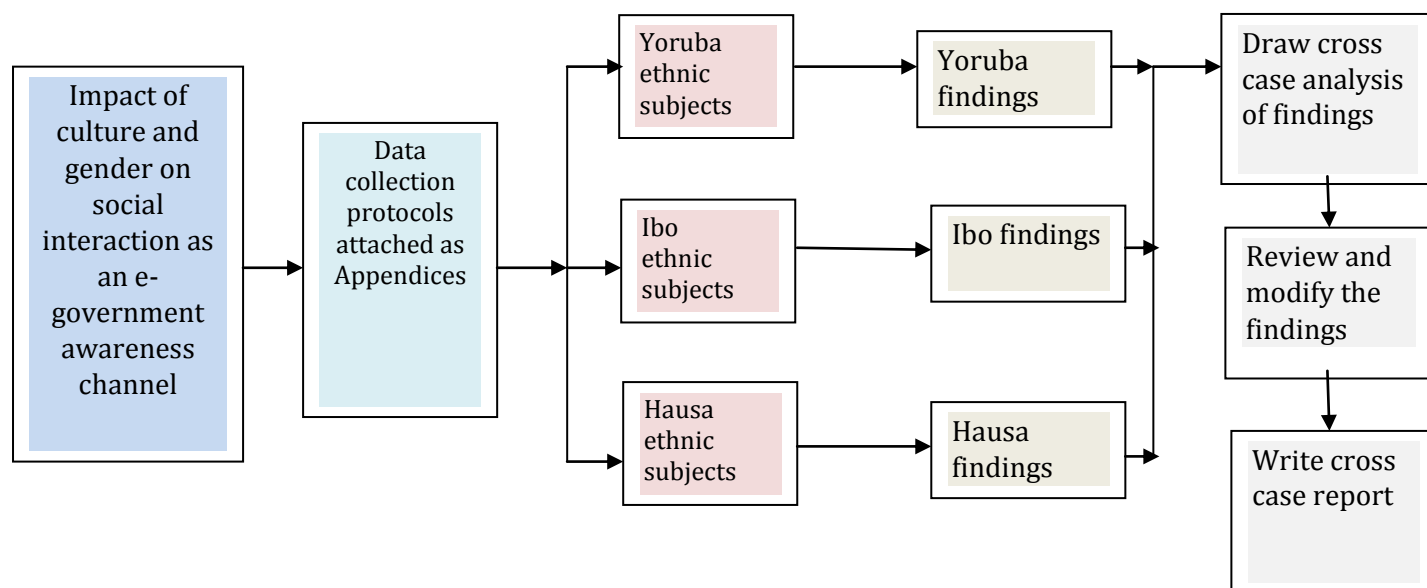 Impact of
culture and
gender on
social
interaction as
an e-
government
awareness
channel
Data
collection
protocols
attached as
Appendices
Yoruba
ethnic
subjects
Yoruba
findings
Ibo
ethnic
subjects
Ibo findings
Hausa
ethnic
subjects
Hausa
findings
Draw cross
case analysis
of findings
Review and
modify the
findings
Write cross
case report